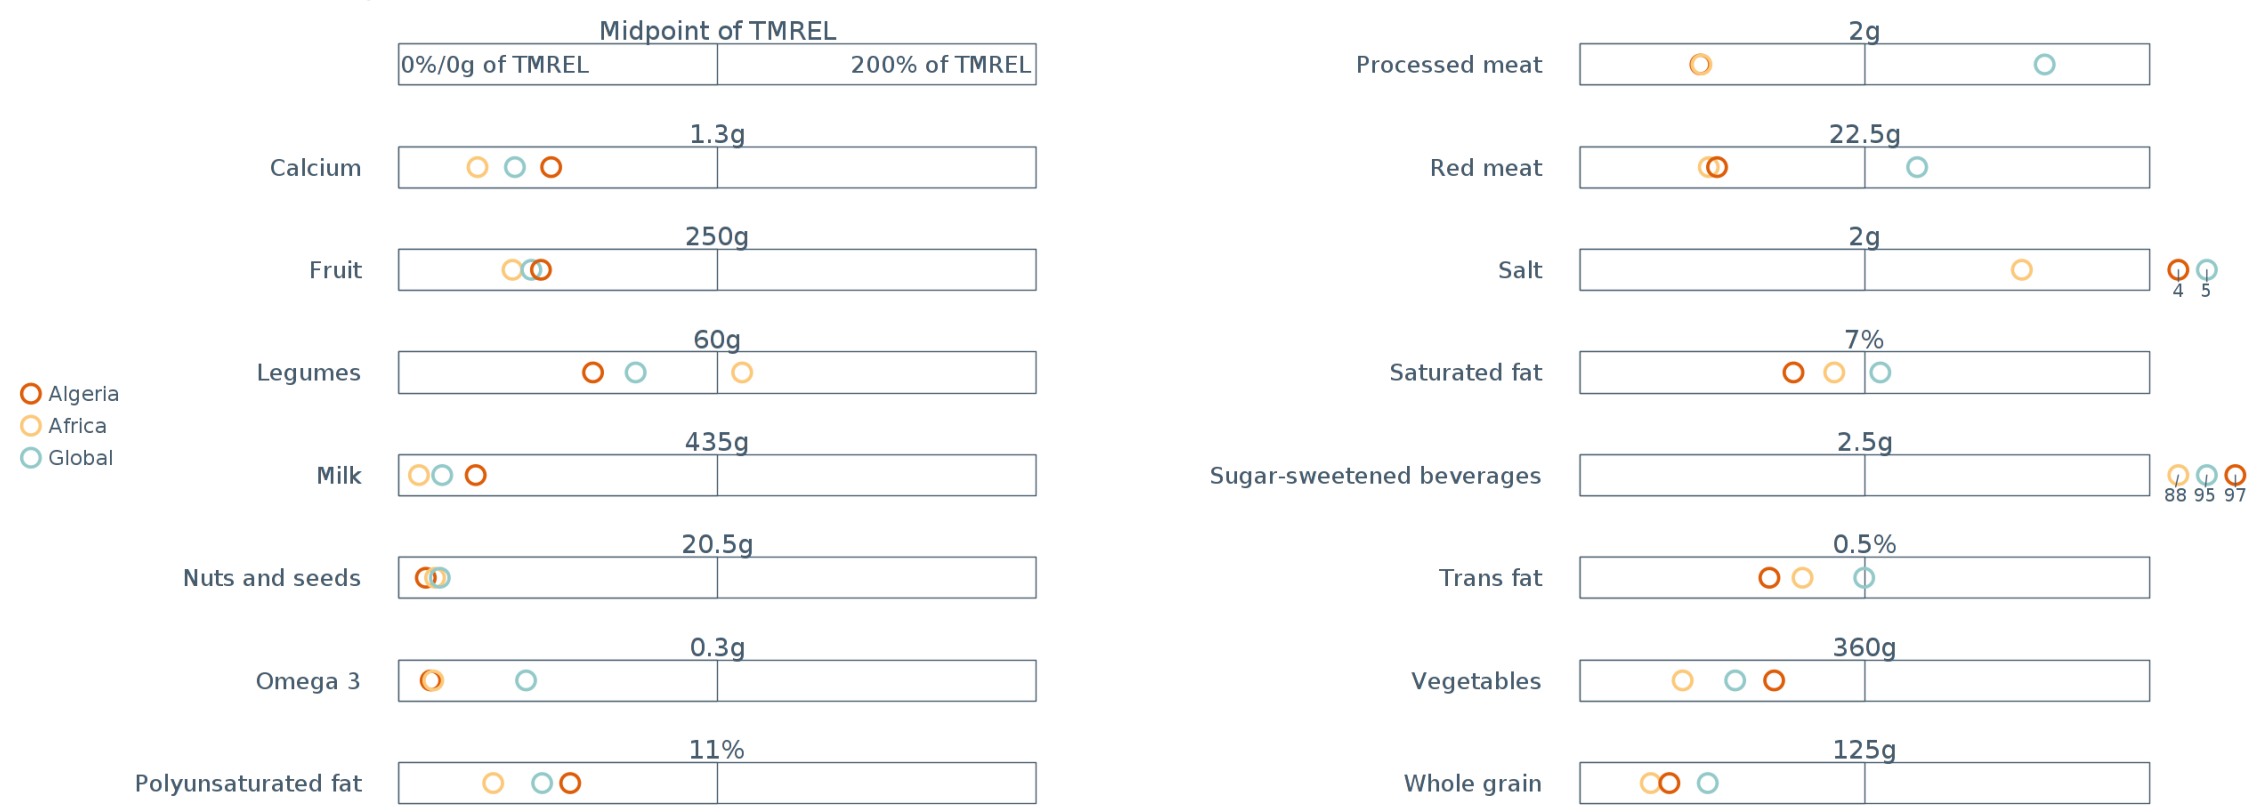 Midpoint of TMREL
0%/0g of TMREL 200% of TMREL
Calcium 1.3g
Fruit 250g
Legumes 60g
Milk 435g
Nuts and seeds 20.5g
Omega 3 0.3g
Polyunsaturated fat 11%
Algeria
Africa
Global
Processed meat 2g
Red meat 22.5g
Salt 2g
4 5
Saturated fat 7%
Sugar-sweetened beverages 2.5g
88 95 97
Trans fat 0.5%
Vegetables 360g
Whole grain 125g